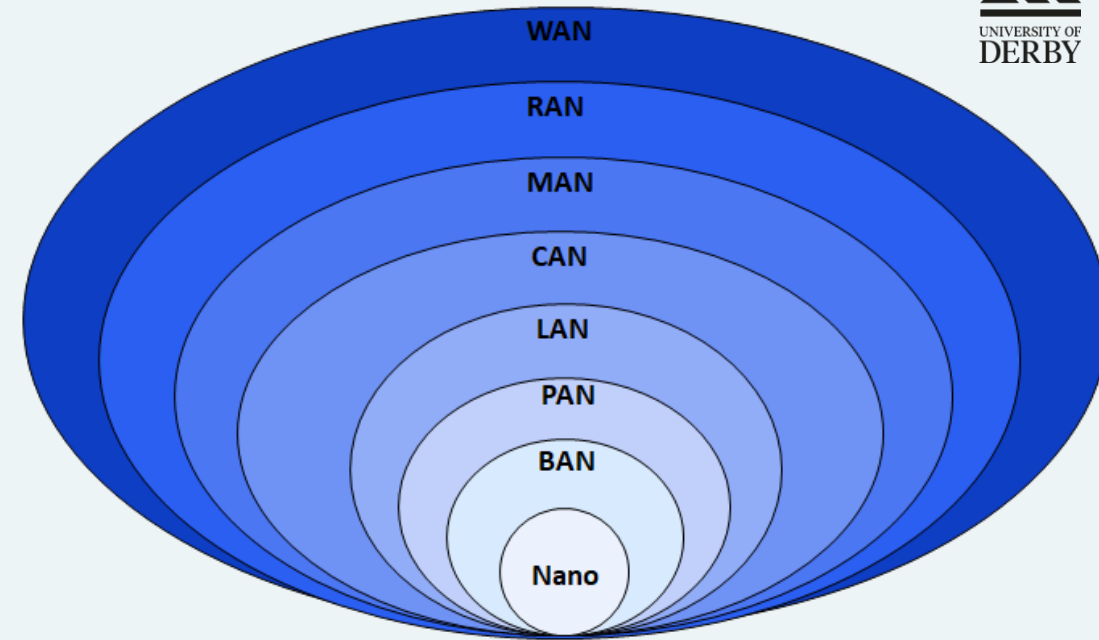 UNIVERSITY OF
DERBY
WAN
RAN
MAN
CAN
LAN
PAN
BAN
Nano